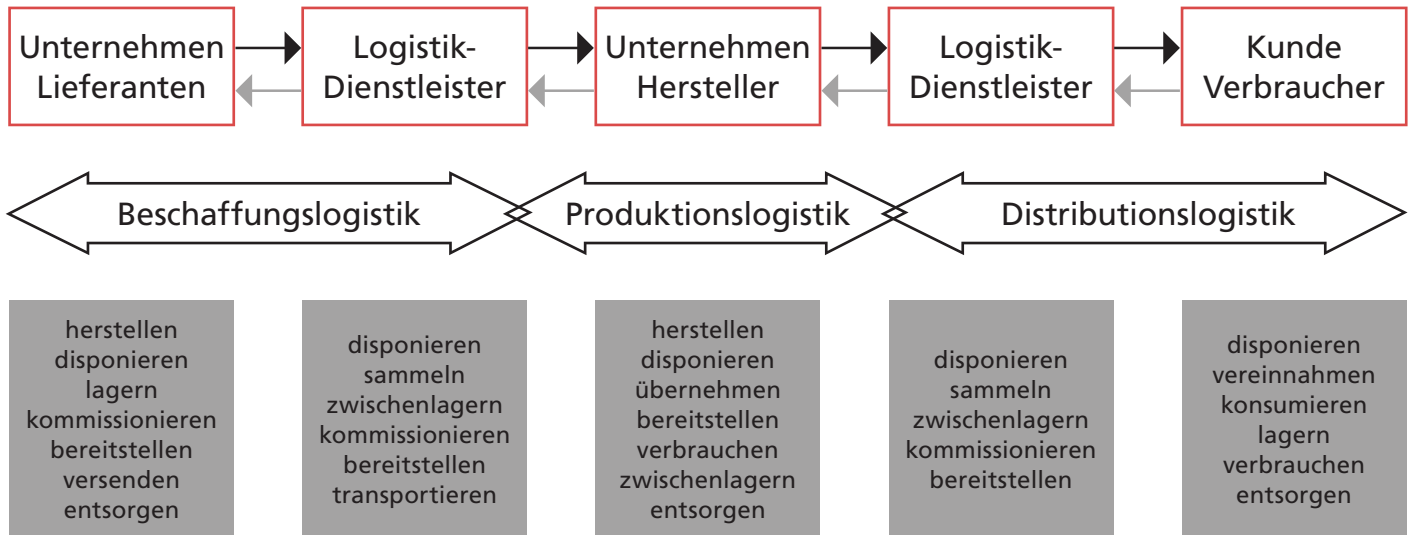 Unternehmen
Lieferanten
Logistik-
Dienstleister
Unternehmen
Hersteller
Logistik-
Dienstleister
Kunde
Verbraucher
Beschaffungslogistik
Produktionslogistik
Distributionslogistik
herstellen
disponieren
lagern
kommissionieren
bereitstellen
versenden
entsorgen
disponieren
sammeln
zwischenlagern
kommissionieren
bereitstellen
transportieren
herstellen
disponieren
übernehmen
bereitstellen
verbrauchen
zwischenlagern
entsorgen
disponieren
sammeln
zwischenlagern
kommissionieren
bereitstellen
disponieren
vereinnahmen
konsumieren
lagern
verbrauchen
entsorgen